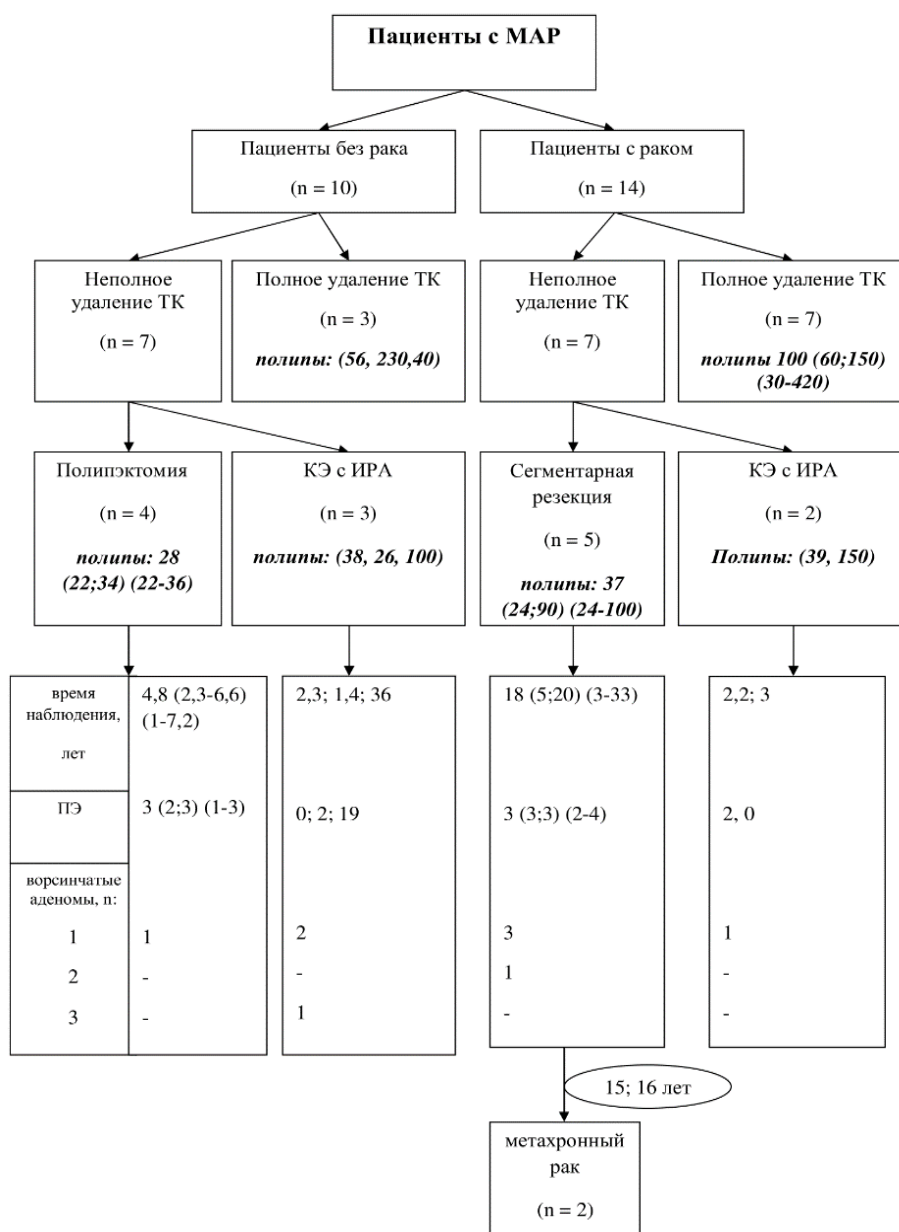 Пациенты с МАР
Пациенты без рака
(n = 10)
Пациенты с раком
(n = 14)
Неполное
удаление ТК
(n = 7)
Полное удаление ТК
(n = 3)
полипы: (56, 230,40)
Неполное
удаление ТК
(n = 7)
Полное удаление ТК
(n = 7)
полипы 100 (60;150)
(30-420)
Полипэктомия
(n = 4)
полипы: 28
(22;34) (22-36)
КЭ с ИРА
(n = 3)
полипы: (38, 26, 100)
Сегментарная
резекция
(n = 5)
полипы: 37
(24;90) (24-100)
КЭ с ИРА
(n = 2)
Полипы: (39, 150)
время
наблюдения,
лет
4,8 (2,3-6,6)
(1-7,2)
2,3; 1,4; 36
18 (5;20) (3-33)
2,2; 3
ПЭ
3 (2;3) (1-3)
0; 2; 19
3 (3;3) (2-4)
2, 0
ворсинчатые
аденомы, n:
1
1
2
3
1
2
-
-
1
-
3
-
1
-
-
15; 16 лет
метахронный
рак
(n = 2)